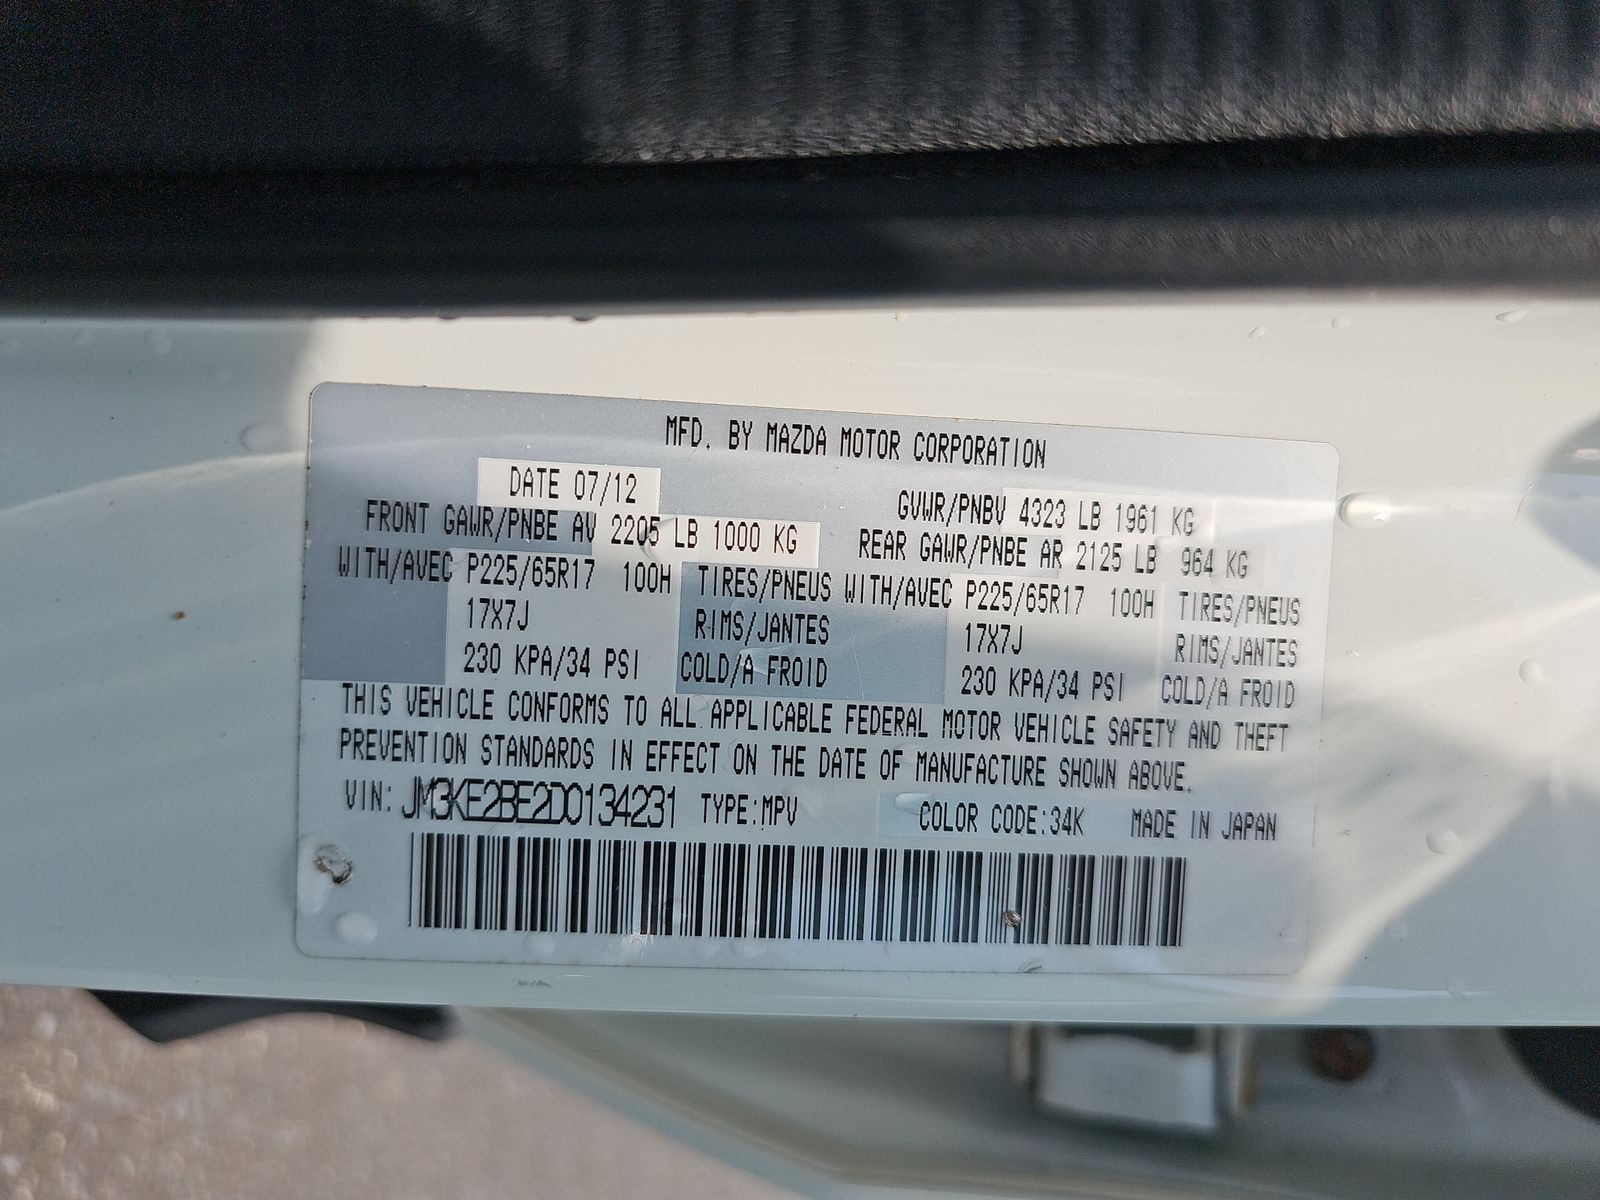 MFD. BY MAZDA MOTOR CORPORATION
DATE 07/12 GVWR/PNBV 4323 LB 1961 KG
FRONT GAWR/PNBE AV 2205 LB 1000 KG REAR GAWR/PNBE AR 2125 LB 964 KG
WITH/AVEC P225/65R17 100H TIRES/PNEUS WITH/AVEC P225/65R17 100H TIRES/PNEUS
17X7J RIMS/JANTES 17X7J RIMS/JANTES
230 KPA/34 PSI COLD/A FROID 230 KPA/34 PSI COLD/A FROID
THIS VEHICLE CONFORMS TO ALL APPLICABLE FEDERAL MOTOR VEHICLE SAFETY AND THEFT
PREVENTION STANDARDS IN EFFECT ON THE DATE OF MANUFACTURE SHOWN ABOVE.
VIN: JM3KE2BE2D0134231 TYPE:MPV COLOR CODE:34K MADE IN JAPAN